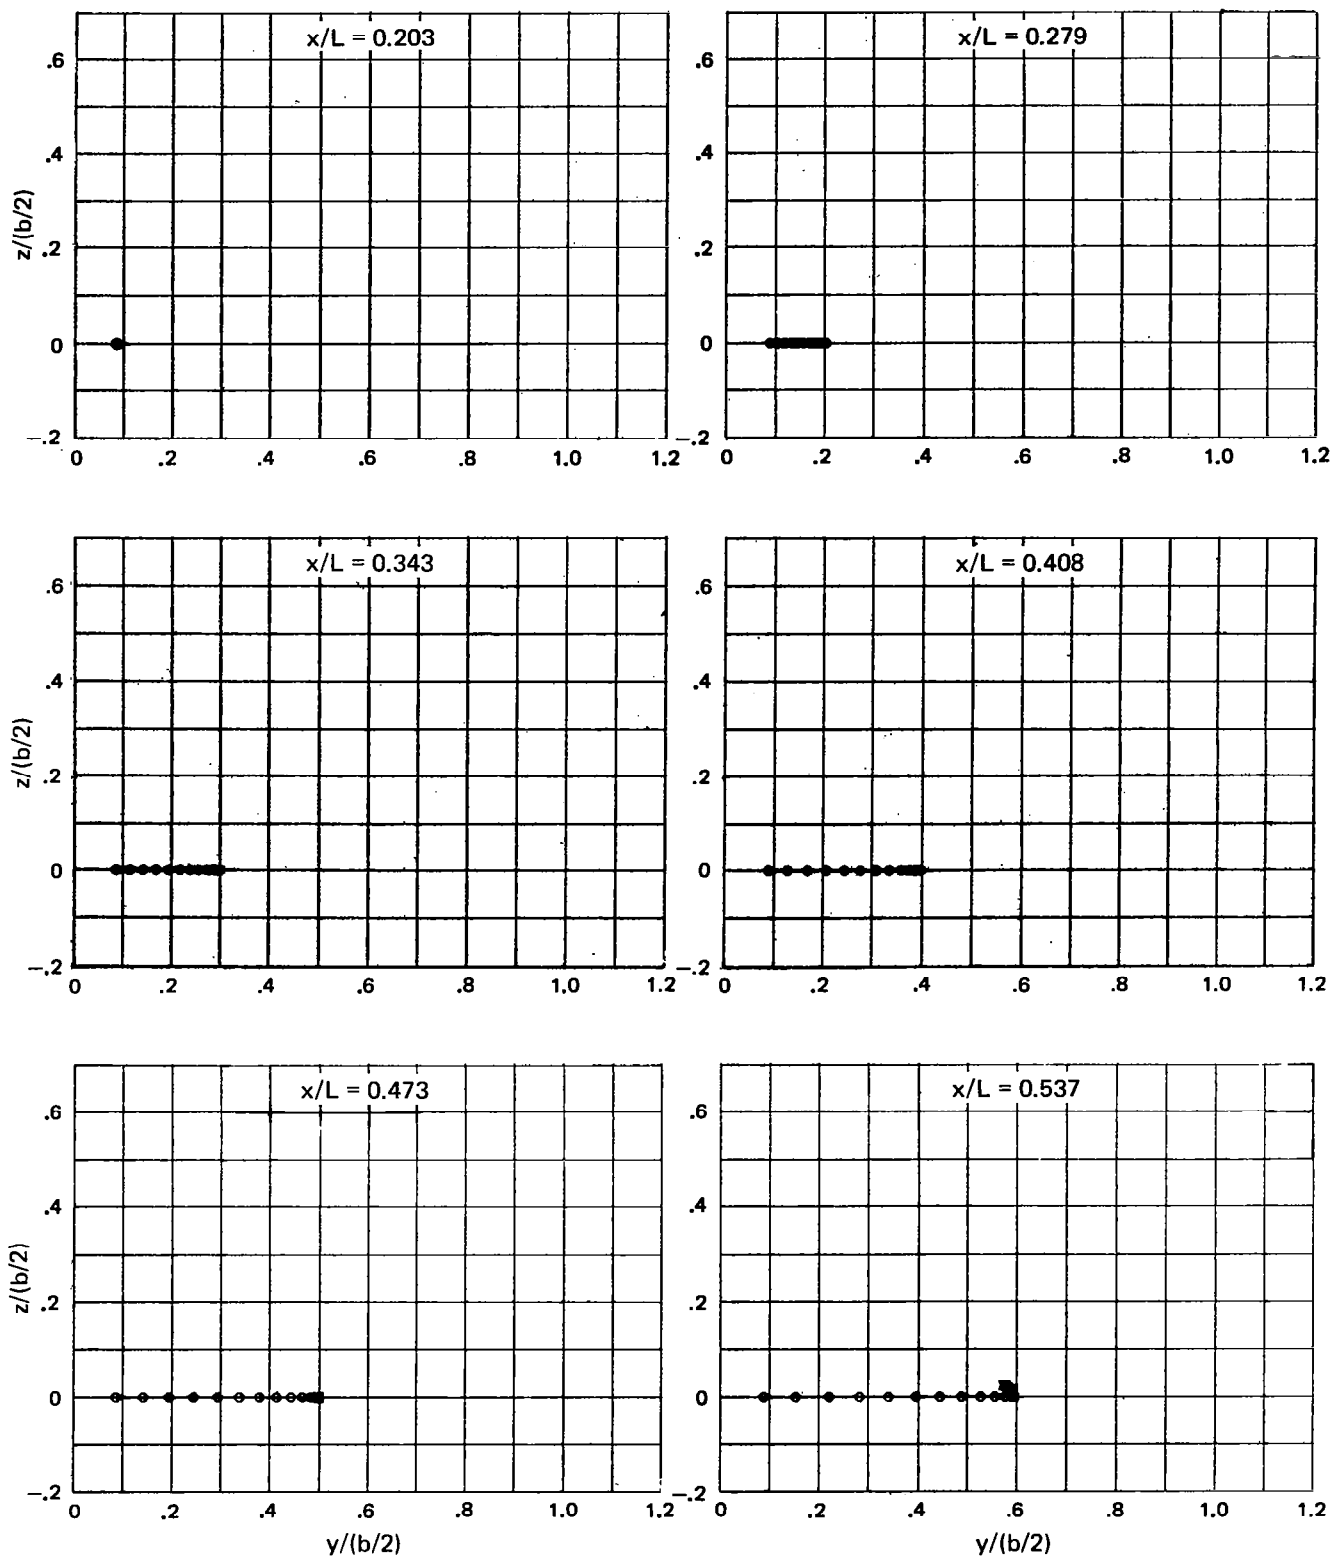 x/L = 0.203
x/L = 0.279
.6
.4
z/(b/2)
.2
0
−.2
0 .2 .4 .6 .8 1.0 1.2
.6
.4
.2
0
−.2
0 .2 .4 .6 .8 1.0 1.2
x/L = 0.343
x/L = 0.408
.6
.4
z/(b/2)
.2
0
−.2
0 .2 .4 .6 .8 1.0 1.2
.6
.4
.2
0
−.2
0 .2 .4 .6 .8 1.0 1.2
x/L = 0.473
x/L = 0.537
.6
.4
z/(b/2)
.2
0
−.2
0 .2 .4 .6 .8 1.0 1.2
y/(b/2)
.6
.4
.2
0
−.2
0 .2 .4 .6 .8 1.0 1.2
y/(b/2)